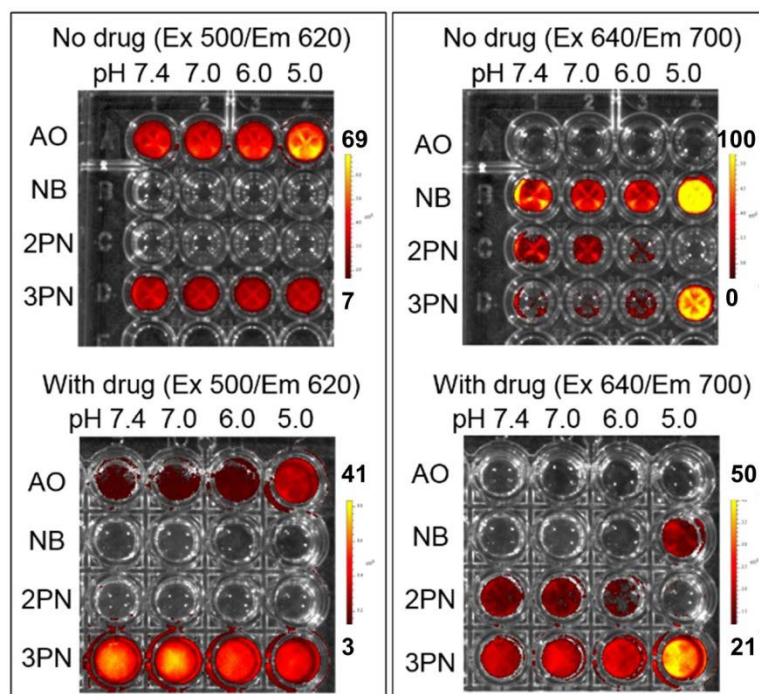 No drug (Ex 500/Em 620)
pH 7.4 7.0 6.0 5.0
AO
NB
2PN
3PN
69
7
No drug (Ex 640/Em 700)
pH 7.4 7.0 6.0 5.0
AO
NB
2PN
3PN
100
0
With drug (Ex 500/Em 620)
pH 7.4 7.0 6.0 5.0
AO
NB
2PN
3PN
41
3
With drug (Ex 640/Em 700)
pH 7.4 7.0 6.0 5.0
AO
NB
2PN
3PN
50
21